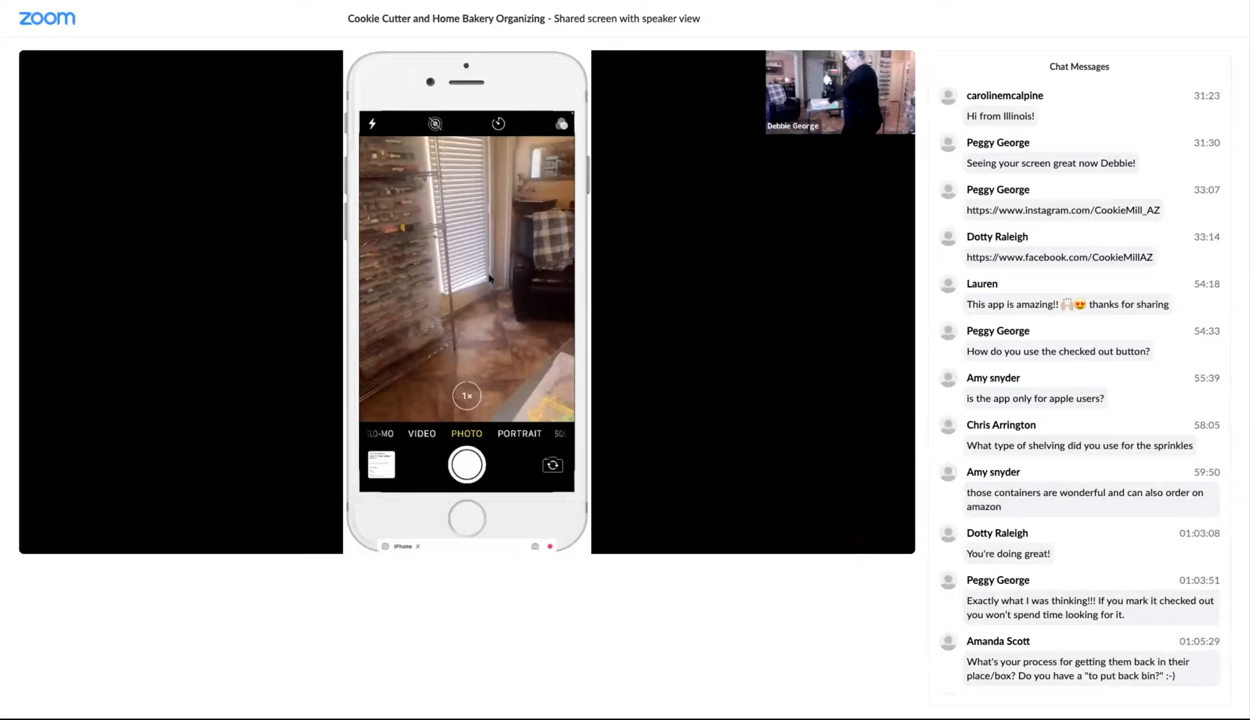 zoom
Cookie Cutter and Home Bakery Organizing - Shared screen with speaker view
Debbie George
1x
SLO-MO VIDEO PHOTO PORTRAIT SQ
iPhone
Chat Messages
carolinemcalpine 31:23
Hi from Illinois!
Peggy George 31:30
Seeing your screen great now Debbie!
Peggy George 33:07
https://www.instagram.com/CookieMill_AZ
Dotty Raleigh 33:14
https://www.facebook.com/CookieMillAZ
Lauren 54:18
This app is amazing!! 🙌🏻😍 thanks for sharing
Peggy George 54:33
How do you use the checked out button?
Amy snyder 55:39
is the app only for apple users?
Chris Arrington 58:05
What type of shelving did you use for the sprinkles
Amy snyder 59:50
those containers are wonderful and can also order on
amazon
Dotty Raleigh 01:03:08
You're doing great!
Peggy George 01:03:51
Exactly what I was thinking!!! If you mark it checked out
you won't spend time looking for it.
Amanda Scott 01:05:29
What's your process for getting them back in their
place/box? Do you have a "to put back bin?" :-)